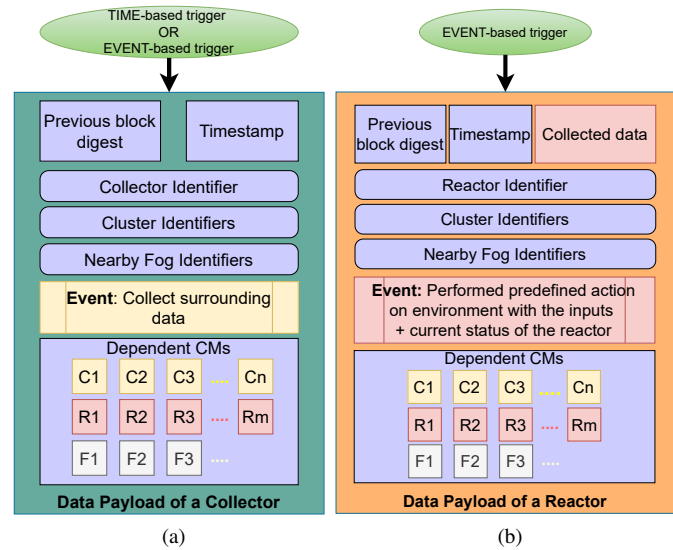 TIME-based trigger
OR
EVENT-based trigger
Previous block
digest
Timestamp
Collector Identifier
Cluster Identifiers
Nearby Fog Identifiers
Event: Collect surrounding
data
Dependent CMs
C1 C2 C3 .... Cn
R1 R2 R3 .... Rm
F1 F2 F3 ....
Data Payload of a Collector
(a)
EVENT-based trigger
Previous
block digest
Timestamp
Collected data
Reactor Identifier
Cluster Identifiers
Nearby Fog Identifiers
Event: Performed predefined action
on environment with the inputs
+ current status of the reactor
Dependent CMs
C1 C2 C3 .... Cn
R1 R2 R3 .... Rm
F1 F2 F3 ....
Data Payload of a Reactor
(b)